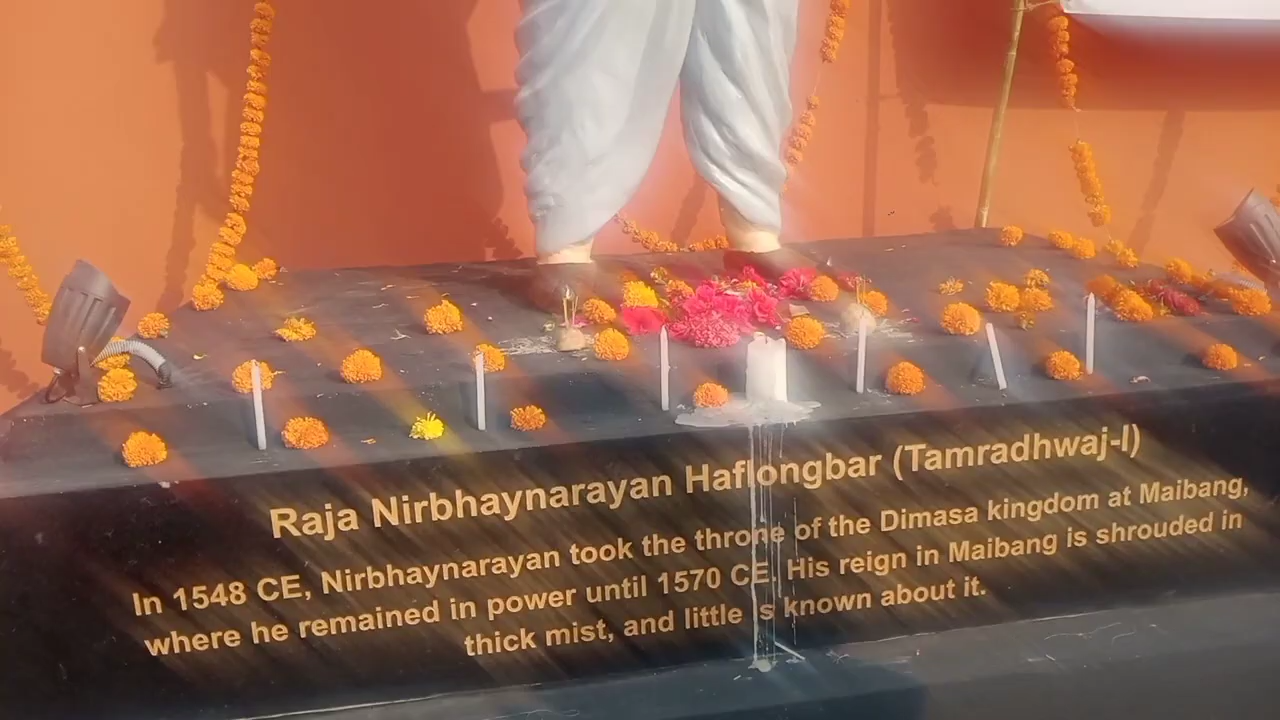 Raja Nirbhaynarayan Haflongbar (Tamradhwaj-I)
In 1548 CE, Nirbhaynarayan took the throne of the Dimasa kingdom at Maibang,
where he remained in power until 1570 CE. His reign in Maibang is shrouded in
thick mist, and little is known about it.